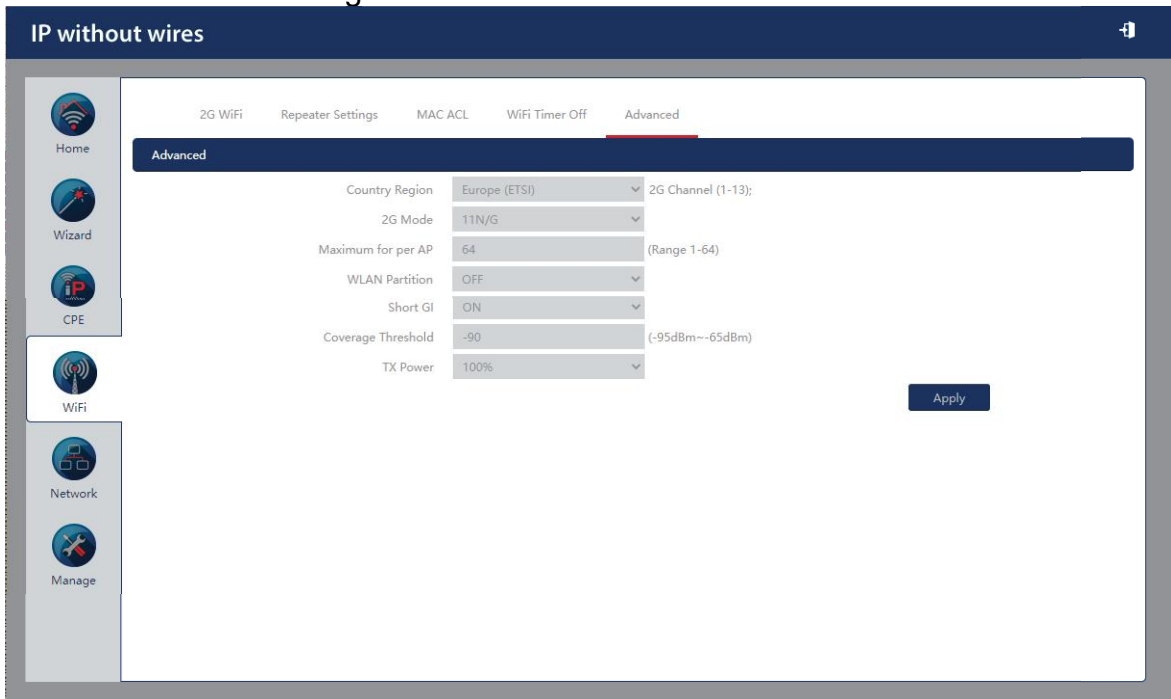 IP without wires
Home
Wizard
iP
CPE
WiFi
Network
Manage
2G WiFi Repeater Settings MAC ACL WiFi Timer Off Advanced
Advanced
Country Region Europe (ETSI) 2G Channel (1-13);
2G Mode 11N/G
Maximum for per AP 64 (Range 1-64)
WLAN Partition OFF
Short GI ON
Coverage Threshold -90 (-95dBm~-65dBm)
TX Power 100%
Apply